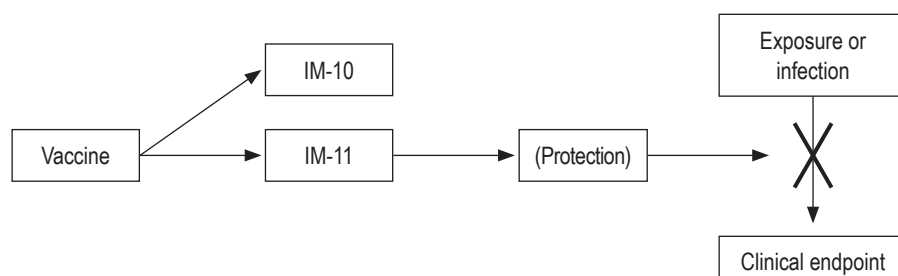 IM-10
Exposure or
infection
Vaccine
IM-11
(Protection)
Clinical endpoint